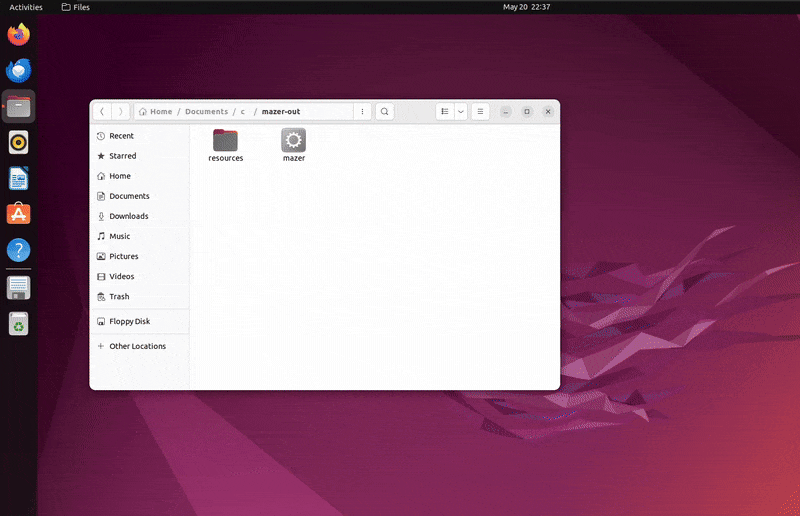 Activities Files May 20 22:37
Home / Documents / c / mazer-out
Recent
Starred
Home
Documents
Downloads
Music
Pictures
Videos
Trash
Floppy Disk
Other Locations
resources mazer